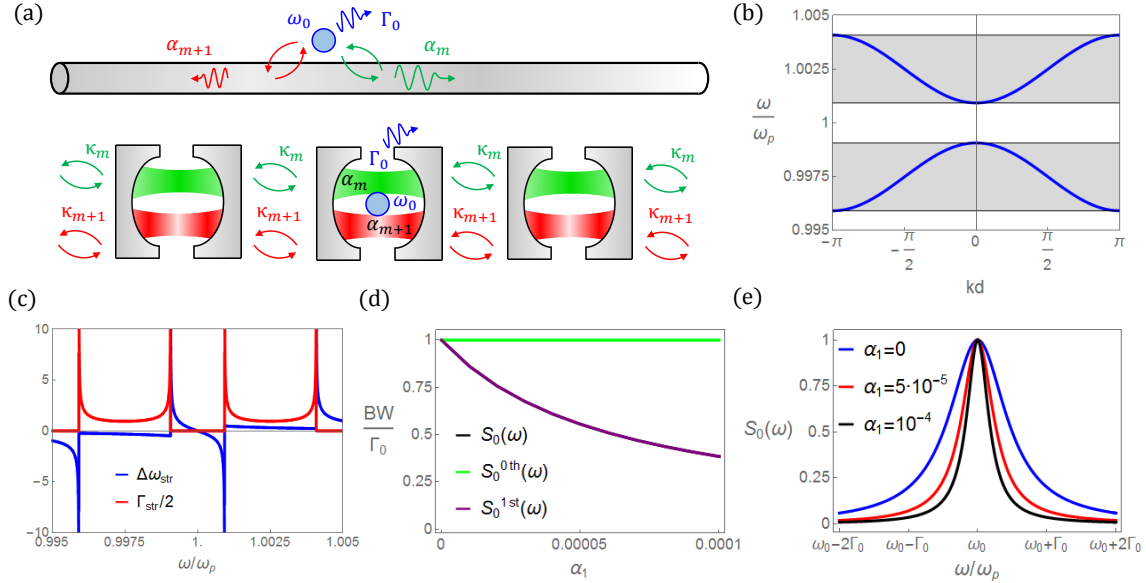 (a)
ω₀
Γ₀
αₘ₊₁
αₘ
κₘ
κₘ
Γ₀
κₘ
κₘ
αₘ
ω₀
κₘ₊₁
κₘ₊₁
αₘ₊₁
κₘ₊₁
κₘ₊₁
(b)
1.005
1.0025
ω/ωₚ
1
0.9975
0.995
−π
−π/2
0
π/2
π
kd
(c)
10
5
0
−5
−10
Δω_str
Γ_str/2
0.995
0.9975
1.
1.0025
1.005
ω/ωₚ
(d)
1
0.75
BW/Γ₀
0.5
0.25
0
S₀(ω)
S₀^0th(ω)
S₀^1st(ω)
0
0.00005
0.0001
α₁
(e)
1
0.75
S₀(ω)
0.5
0.25
0
α₁=0
α₁=5·10⁻⁵
α₁=10⁻⁴
ω₀−2Γ₀
ω₀−Γ₀
ω₀
ω₀+Γ₀
ω₀+2Γ₀
ω/ωₚ